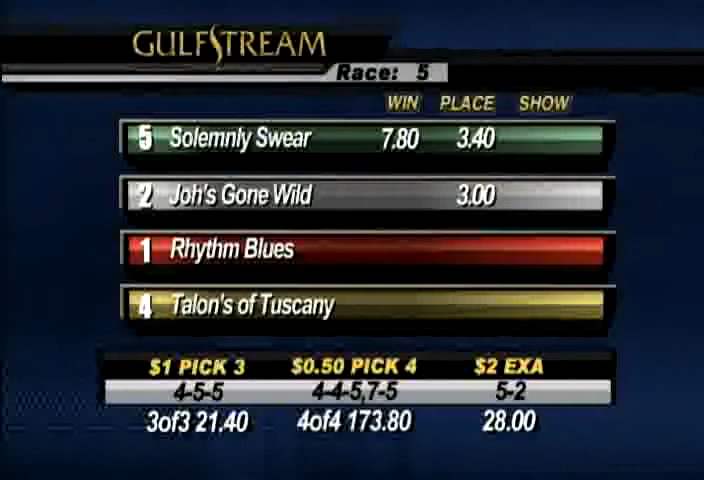 GULFSTREAM
Race: 5
WIN PLACE SHOW
5 Solemnly Swear 7.80 3.40
2 Joh's Gone Wild 3.00
1 Rhythm Blues
4 Talon's of Tuscany
$1 PICK 3 $0.50 PICK 4 $2 EXA
4-5-5 4-4-5,7-5 5-2
3of3 21.40 4of4 173.80 28.00